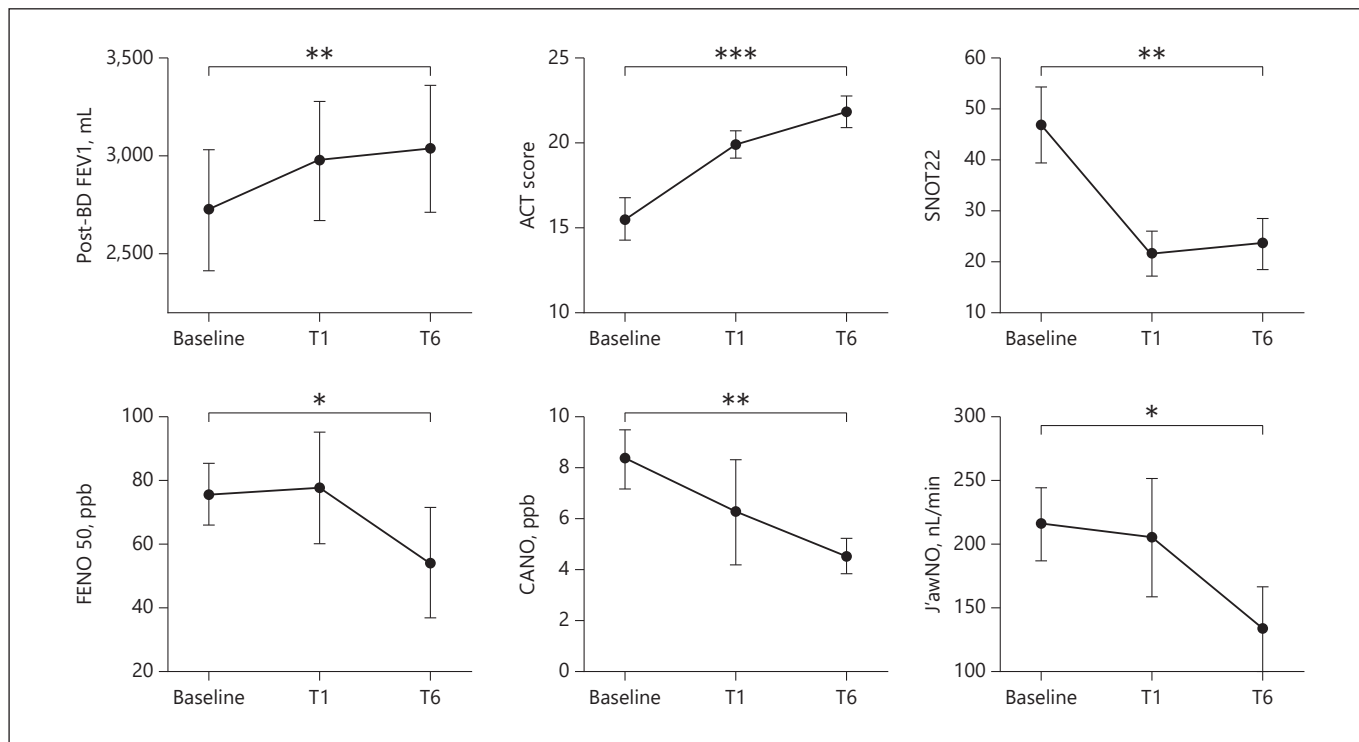 Post-BD FEV1, mL
3,500
3,000
2,500
**
Baseline
T1
T6
ACT score
25
20
15
10
***
Baseline
T1
T6
SNOT22
60
50
40
30
20
10
**
Baseline
T1
T6
FENO 50, ppb
100
80
60
40
20
*
Baseline
T1
T6
CANO, ppb
10
8
6
4
2
0
**
Baseline
T1
T6
J'awNO, nL/min
300
250
200
150
100
*
Baseline
T1
T6